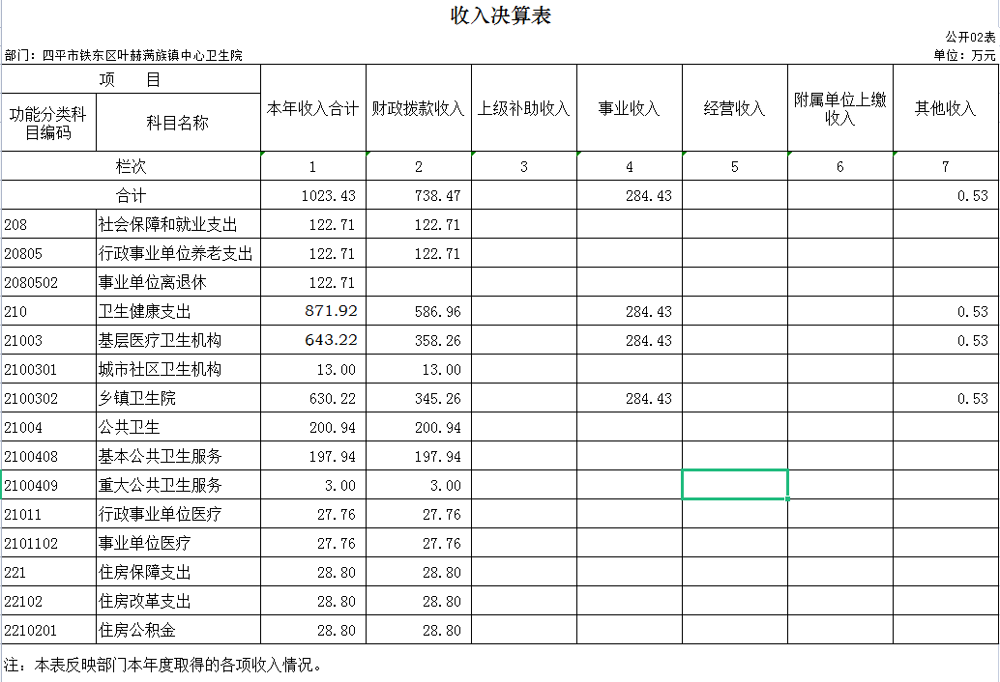 收入决算表
公开02表
部门：四平市铁东区叶赫满族镇中心卫生院 单位：万元
项 目
功能分类科目编码 科目名称 本年收入合计 财政拨款收入 上级补助收入 事业收入 经营收入 附属单位上缴收入 其他收入
栏次 1 2 3 4 5 6 7
合计 1023.43 738.47 284.43 0.53
208 社会保障和就业支出 122.71 122.71
20805 行政事业单位养老支出 122.71 122.71
2080502 事业单位离退休 122.71
210 卫生健康支出 871.92 586.96 284.43 0.53
21003 基层医疗卫生机构 643.22 358.26 284.43 0.53
2100301 城市社区卫生机构 13.00 13.00
2100302 乡镇卫生院 630.22 345.26 284.43 0.53
21004 公共卫生 200.94 200.94
2100408 基本公共卫生服务 197.94 197.94
2100409 重大公共卫生服务 3.00 3.00
21011 行政事业单位医疗 27.76 27.76
2101102 事业单位医疗 27.76 27.76
221 住房保障支出 28.80 28.80
22102 住房改革支出 28.80 28.80
2210201 住房公积金 28.80 28.80
注：本表反映部门本年度取得的各项收入情况。